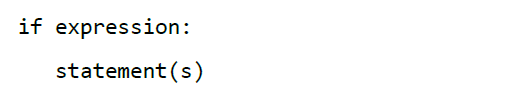 if expression:
   statement(s)